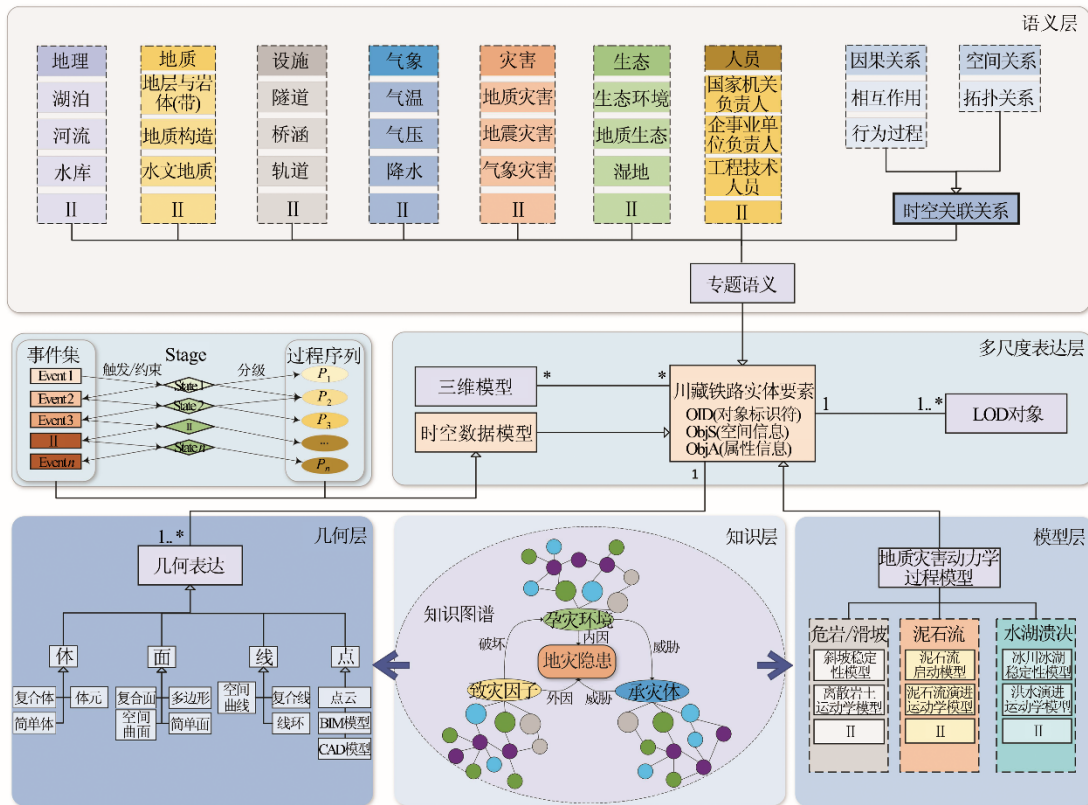 语义层
地理
湖泊
河流
水库
II
地质
地层与
岩体(带)
地质构造
水文地质
II
设施
隧道
桥涵
轨道
II
气象
气温
气压
降水
II
灾害
地质灾害
地震灾害
气象灾害
II
生态
生态环境
地质生态
湿地
II
人员
国家机关
负责人
企事业单
位负责人
工程技术
人员
II
因果关系
相互作用
行为过程
空间关系
拓扑关系
时空关联关系
专题语义
事件集
Stage
过程序列
触发/约束
分级
Event 1
Event 2
Event 3
II
Event n
State 1
State 2
II
State n
P1
P2
P3
...
Pn
多尺度表达层
三维模型
*
*
时空数据模型
川藏铁路实体要素
OID(对象标识符)
ObjS(空间信息)
ObjA(属性信息)
1
1..*
LOD对象
1
几何层
1..*
几何表达
体
面
线
点
复合体
体元
简单体
复合面
多边形
空间
曲面
简单面
空间
曲线
复合线
线环
点云
BIM模型
CAD模型
知识层
知识图谱
孕灾环境
破坏
内因
威胁
地灾隐患
致灾因子
外因
威胁
承灾体
模型层
地质灾害动力学
过程模型
危岩/滑坡
斜坡稳定
性模型
离散岩土
运动学模型
II
泥石流
泥石流
启动模型
泥石流演进
运动学模型
II
冰湖溃决
冰川冰湖
稳定性模型
洪水演进
运动学模型
II